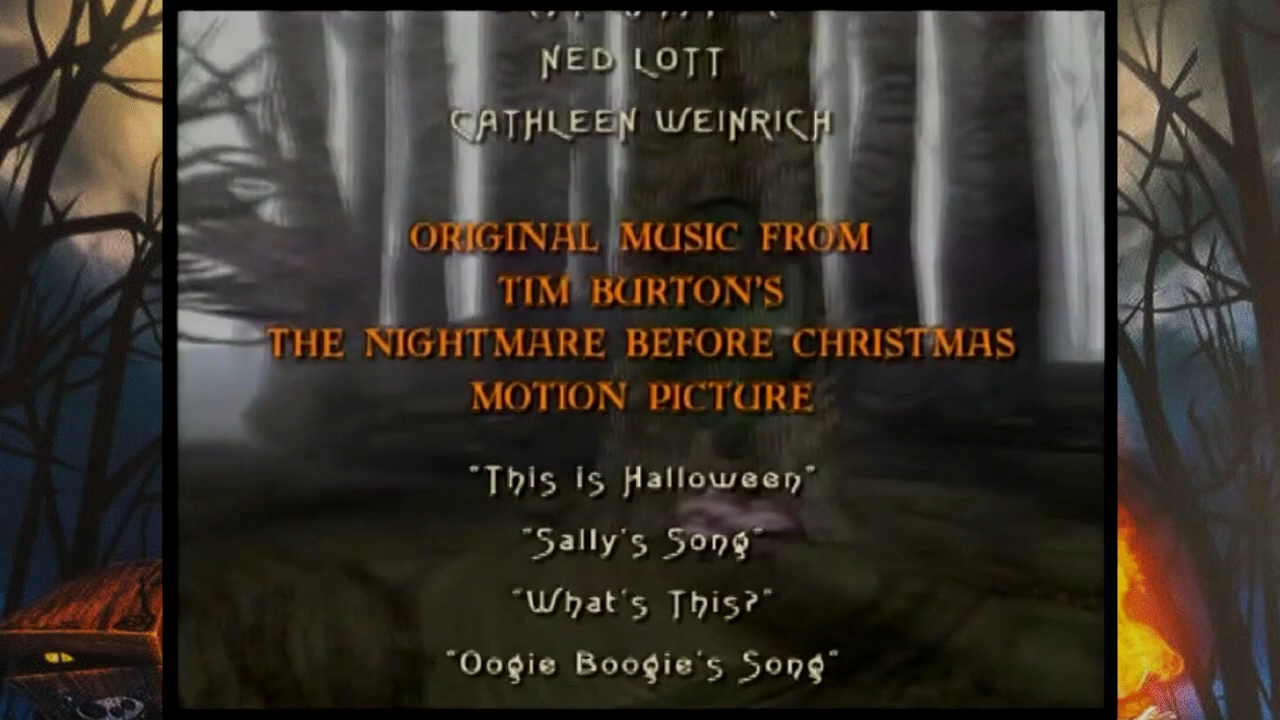 NED LOTT
CATHLEEN WEINRICH
ORIGINAL MUSIC FROM
TIM BURTON'S
THE NIGHTMARE BEFORE CHRISTMAS
MOTION PICTURE
"This is Halloween"
"Sally's Song"
"What's This?"
"Oogie Boogie's Song"